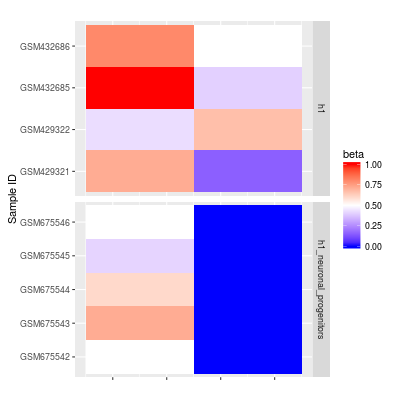 GSM432686
GSM432685
GSM429322
GSM429321
h1
GSM675546
GSM675545
GSM675544
GSM675543
GSM675542
h1_neuronal_progenitors
Sample ID
beta
1.00
0.75
0.50
0.25
0.00